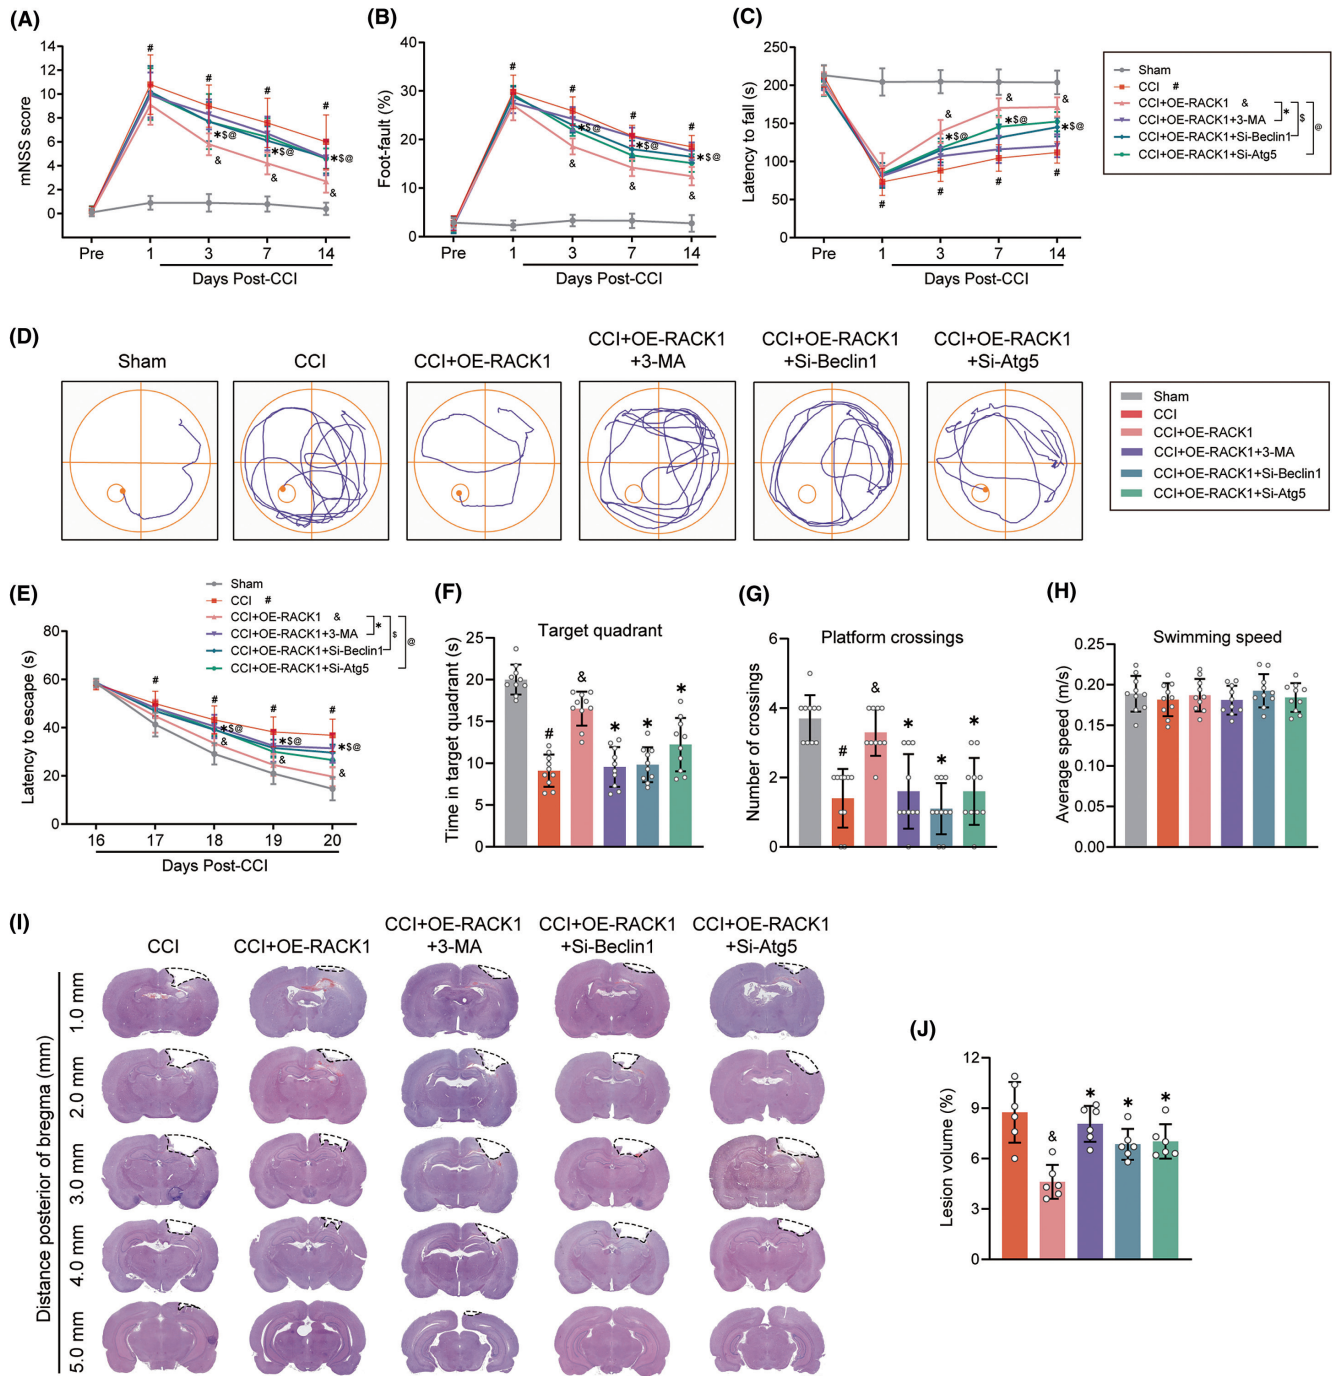 (A)
mNSS score
14
12
10
8
6
4
2
0
#
#
#
#
*$@
*$@
*$@
&
&
&
Pre
1
3
7
14
Days Post-CCI
(B)
Foot-fault (%)
40
30
20
10
0
#
#
#
#
*$@
*$@
*$@
&
&
&
Pre
1
3
7
14
Days Post-CCI
(C)
Latency to fall (s)
250
200
150
100
50
0
&
&
&
*$@
*$@
*$@
#
#
#
#
Pre
1
3
7
14
Days Post-CCI
Sham
CCI #
CCI+OE-RACK1 &
CCI+OE-RACK1+3-MA
CCI+OE-RACK1+Si-Beclin1
CCI+OE-RACK1+Si-Atg5
* $ @
(D)
Sham
CCI
CCI+OE-RACK1
CCI+OE-RACK1
+3-MA
CCI+OE-RACK1
+Si-Beclin1
CCI+OE-RACK1
+Si-Atg5
Sham
CCI
CCI+OE-RACK1
CCI+OE-RACK1+3-MA
CCI+OE-RACK1+Si-Beclin1
CCI+OE-RACK1+Si-Atg5
(E)
Sham
CCI #
CCI+OE-RACK1 &
CCI+OE-RACK1+3-MA
CCI+OE-RACK1+Si-Beclin1
CCI+OE-RACK1+Si-Atg5
* $ @
Latency to escape (s)
80
60
40
20
0
#
#
#
#
*$@
*$@
*$@
&
&
&
16
17
18
19
20
Days Post-CCI
(F)
Target quadrant
Time in target quadrant (s)
25
20
15
10
5
0
#
&
*
*
*
(G)
Platform crossings
Number of crossings
6
4
2
0
#
&
*
*
*
(H)
Swimming speed
Average speed (m/s)
0.25
0.20
0.15
0.10
0.05
0.00
(I)
CCI
CCI+OE-RACK1
CCI+OE-RACK1
+3-MA
CCI+OE-RACK1
+Si-Beclin1
CCI+OE-RACK1
+Si-Atg5
Distance posterior of bregma (mm)
1.0 mm
2.0 mm
3.0 mm
4.0 mm
5.0 mm
(J)
Lesion volume (%)
12
9
6
3
0
&
*
*
*